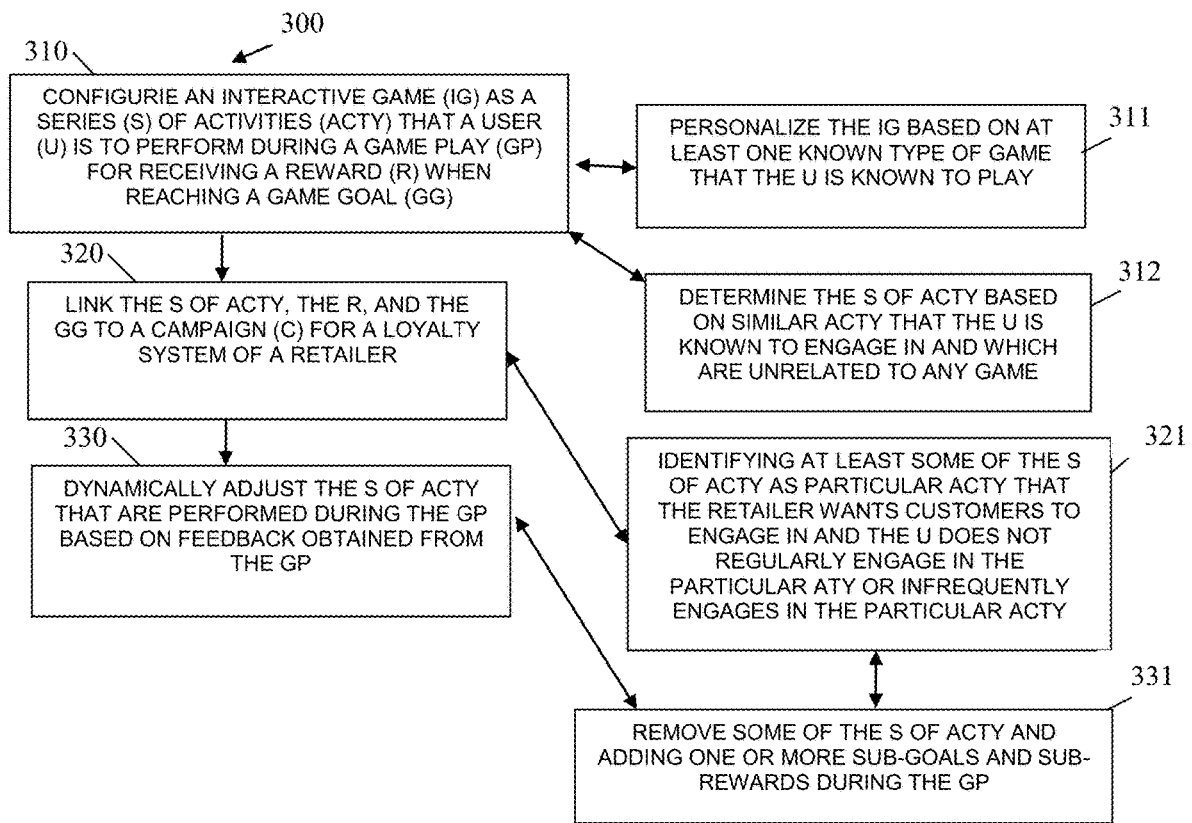 300
310
CONFIGURIE AN INTERACTIVE GAME (IG) AS A
SERIES (S) OF ACTIVITIES (ACTY) THAT A USER
(U) IS TO PERFORM DURING A GAME PLAY (GP)
FOR RECEIVING A REWARD (R) WHEN
REACHING A GAME GOAL (GG)
311
PERSONALIZE THE IG BASED ON AT
LEAST ONE KNOWN TYPE OF GAME
THAT THE U IS KNOWN TO PLAY
320
LINK THE S OF ACTY, THE R, AND THE
GG TO A CAMPAIGN (C) FOR A LOYALTY
SYSTEM OF A RETAILER
312
DETERMINE THE S OF ACTY BASED
ON SIMILAR ACTY THAT THE U IS
KNOWN TO ENGAGE IN AND WHICH
ARE UNRELATED TO ANY GAME
330
DYNAMICALLY ADJUST THE S OF ACTY
THAT ARE PERFORMED DURING THE GP
BASED ON FEEDBACK OBTAINED FROM
THE GP
321
IDENTIFYING AT LEAST SOME OF THE S
OF ACTY AS PARTICULAR ACTY THAT
THE RETAILER WANTS CUSTOMERS TO
ENGAGE IN AND THE U DOES NOT
REGULARLY ENGAGE IN THE
PARTICULAR ATY OR INFREQUENTLY
ENGAGES IN THE PARTICULAR ACTY
331
REMOVE SOME OF THE S OF ACTY AND
ADDING ONE OR MORE SUB-GOALS AND SUB-
REWARDS DURING THE GP